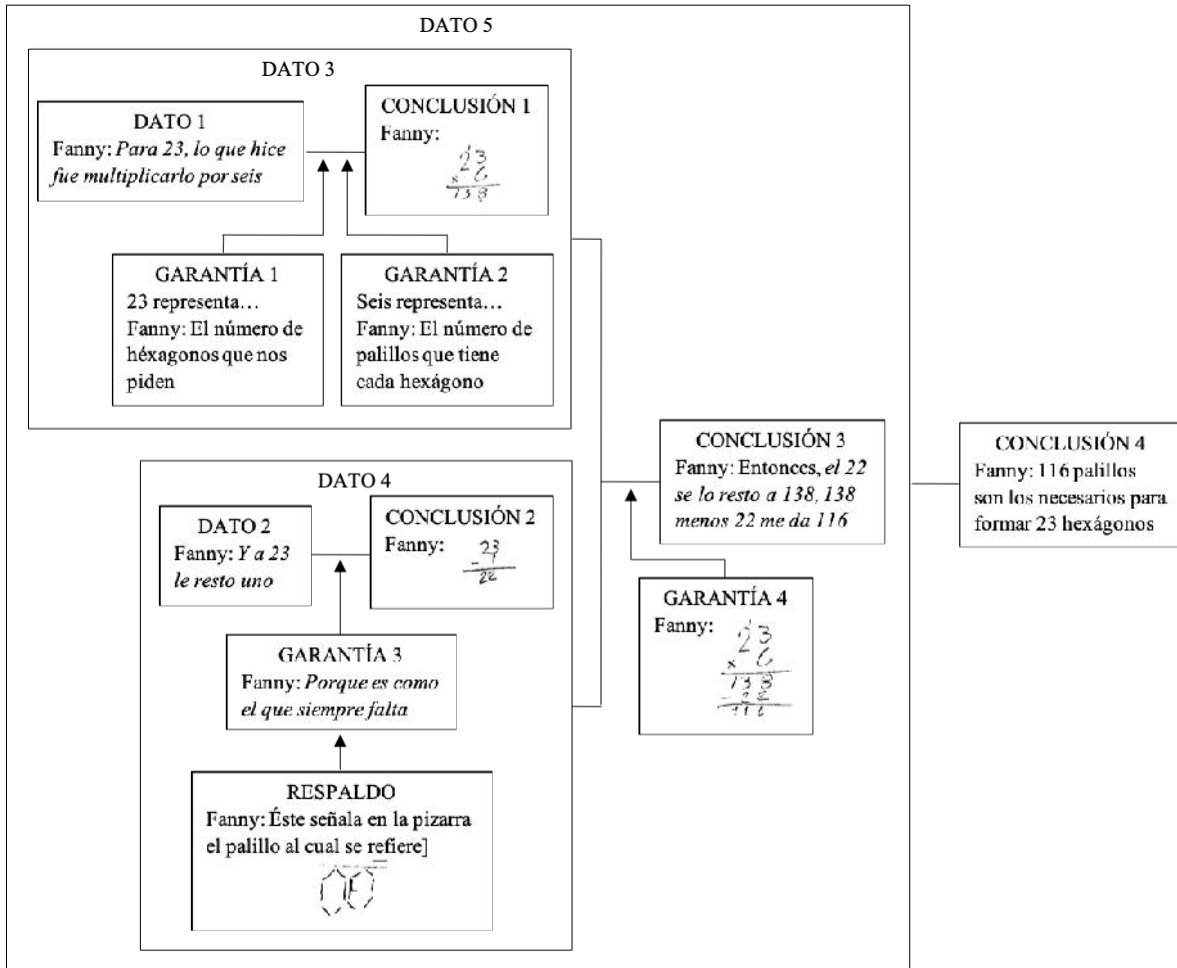 DATO 5
DATO 3
DATO 1
Fanny: Para 23, lo que hice
fue multiplicarlo por seis
CONCLUSIÓN 1
Fanny:
1
23
x 6
138
GARANTÍA 1
23 representa...
Fanny: El número de
héxagonos que nos
piden
GARANTÍA 2
Seis representa...
Fanny: El número de
palillos que tiene
cada hexágono
DATO 4
DATO 2
Fanny: Y a 23
le resto uno
CONCLUSIÓN 2
Fanny:
23
- 1
22
GARANTÍA 3
Fanny: Porque es como
el que siempre falta
RESPALDO
Fanny: Éste señala en la pizarra
el palillo al cual se refiere]
CONCLUSIÓN 3
Fanny: Entonces, el 22
se lo resto a 138, 138
menos 22 me da 116
GARANTÍA 4
Fanny:
1
23
x 6
138
- 22
116
CONCLUSIÓN 4
Fanny: 116 palillos
son los necesarios para
formar 23 hexágonos